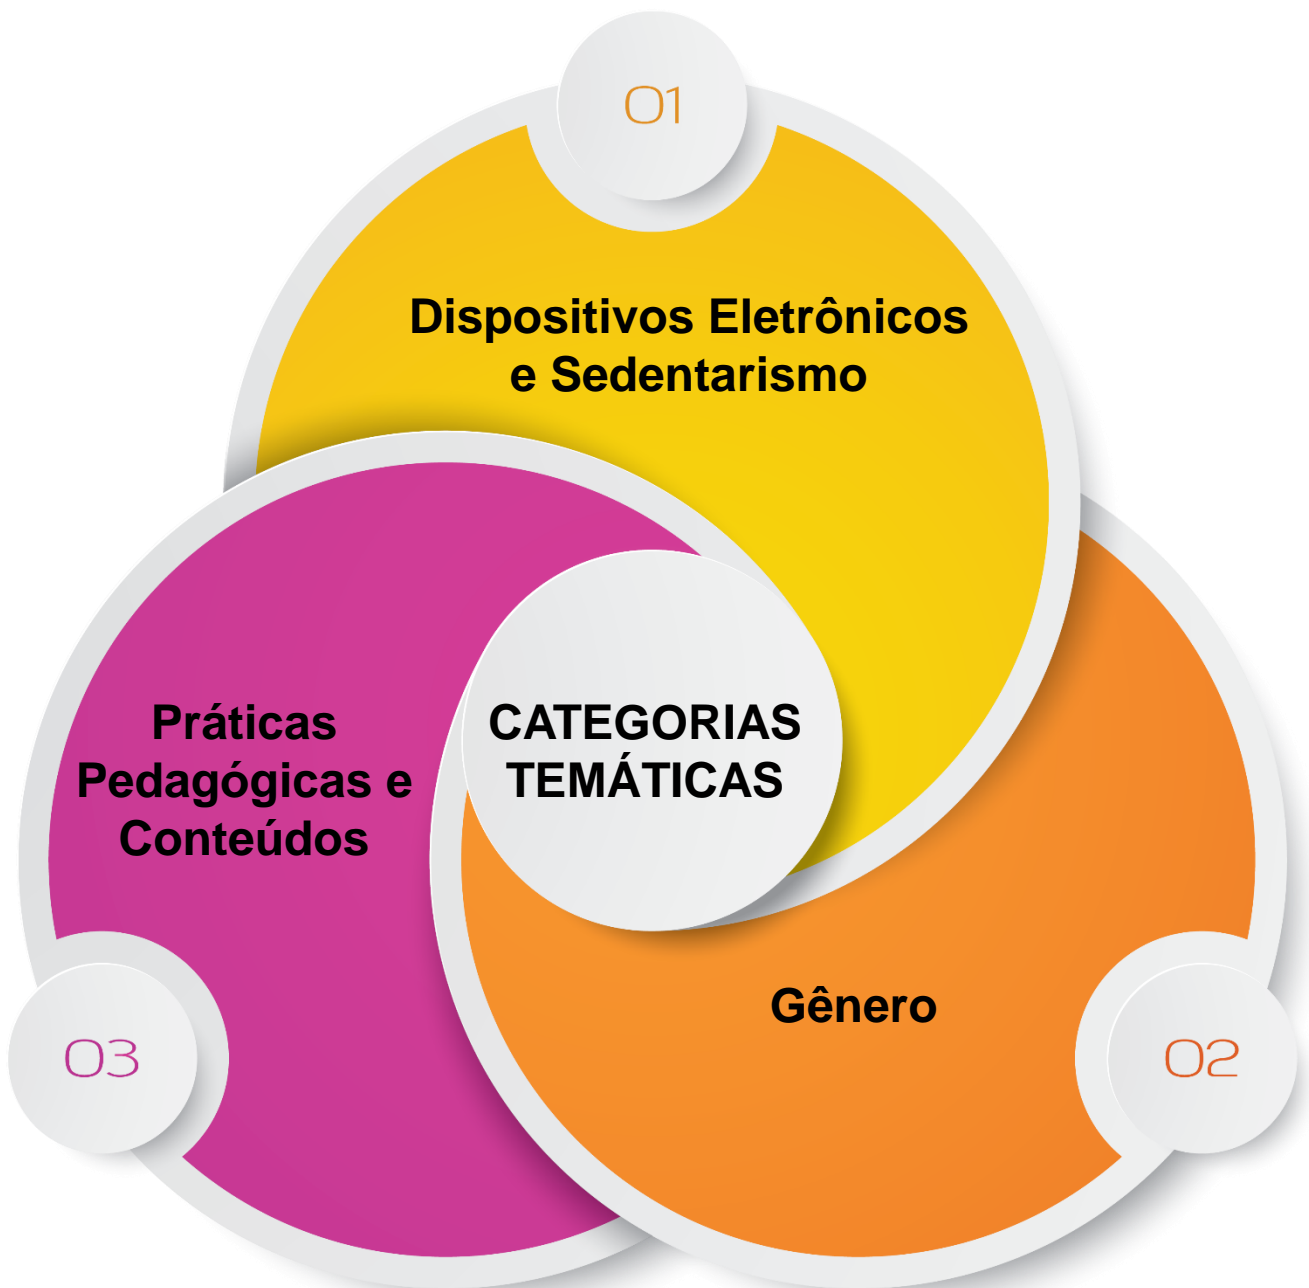 01
Dispositivos Eletrônicos
e Sedentarismo
Práticas
Pedagógicas e
Conteúdos
CATEGORIAS
TEMÁTICAS
Gênero
03
02